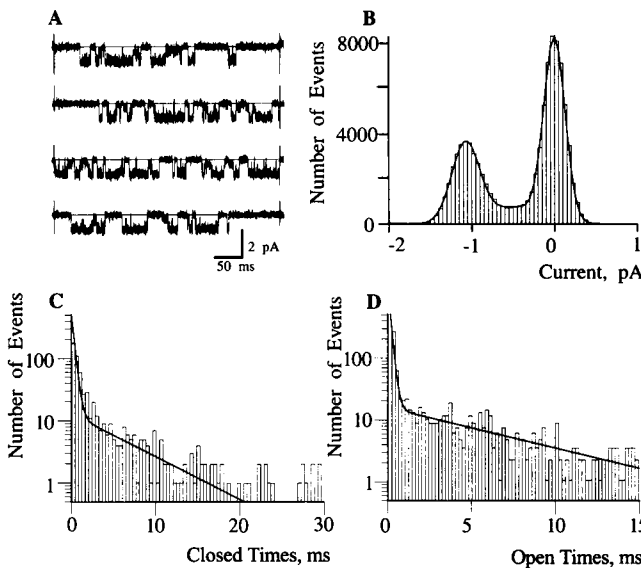 A
2 pA
50 ms
B
Number of Events
8000
4000
0
-2
-1
0
1
Current, pA
C
Number of Events
100
10
1
0
10
20
30
Closed Times, ms
D
Number of Events
100
10
1
0
5
10
15
Open Times, ms